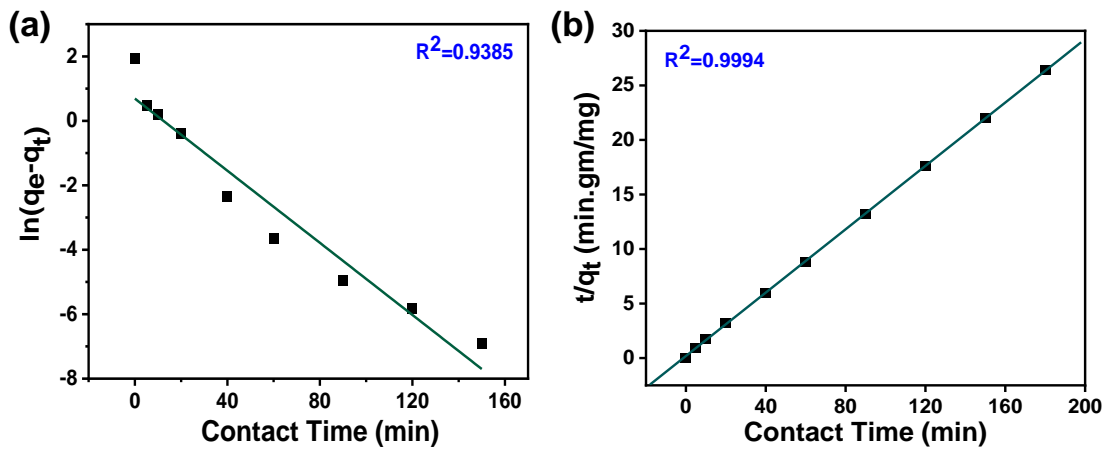 (a)
R²=0.9385
ln(qₑ-qₜ)
2
0
-2
-4
-6
-8
0 40 80 120 160
Contact Time (min)
(b)
R²=0.9994
t/qₜ (min.gm/mg)
30
25
20
15
10
5
0
0 40 80 120 160 200
Contact Time (min)